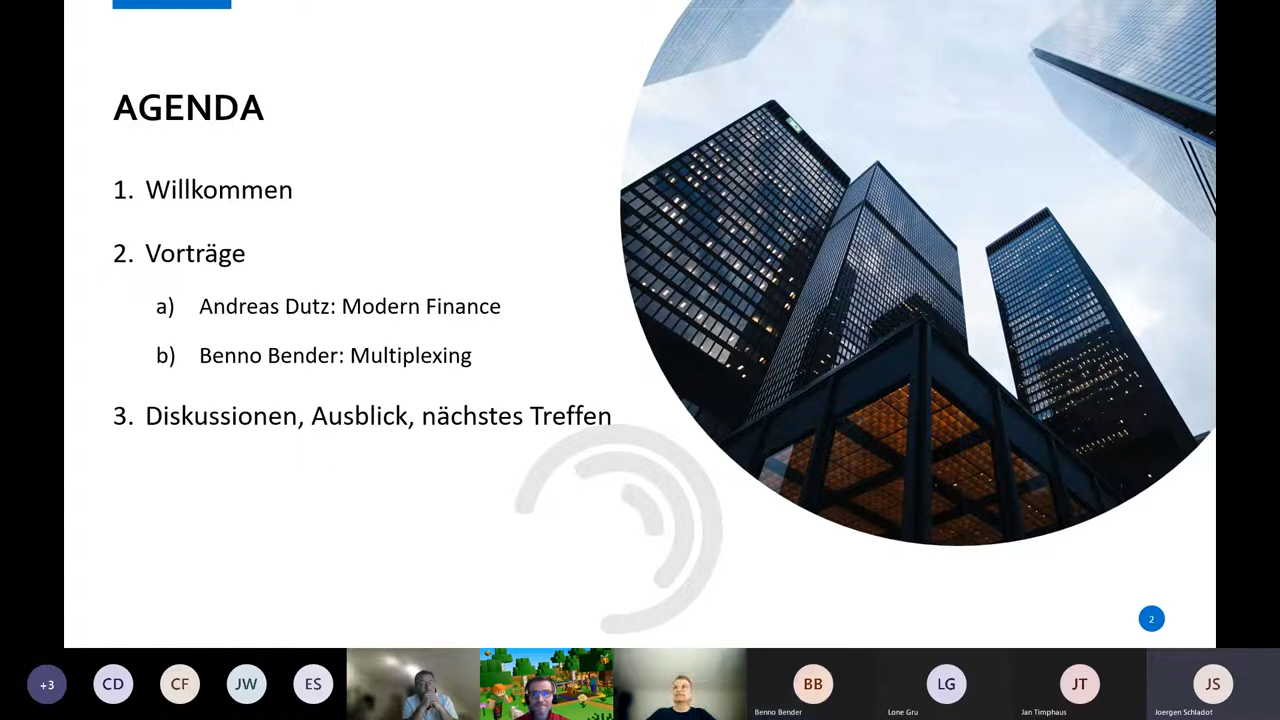 AGENDA
1. Willkommen
2. Vorträge
a) Andreas Dutz: Modern Finance
b) Benno Bender: Multiplexing
3. Diskussionen, Ausblick, nächstes Treffen
2
+3
CD
CF
JW
ES
BB
LG
JT
JS
Benno Bender
Lone Gru
Jan Timphaus
Joergen Schladot